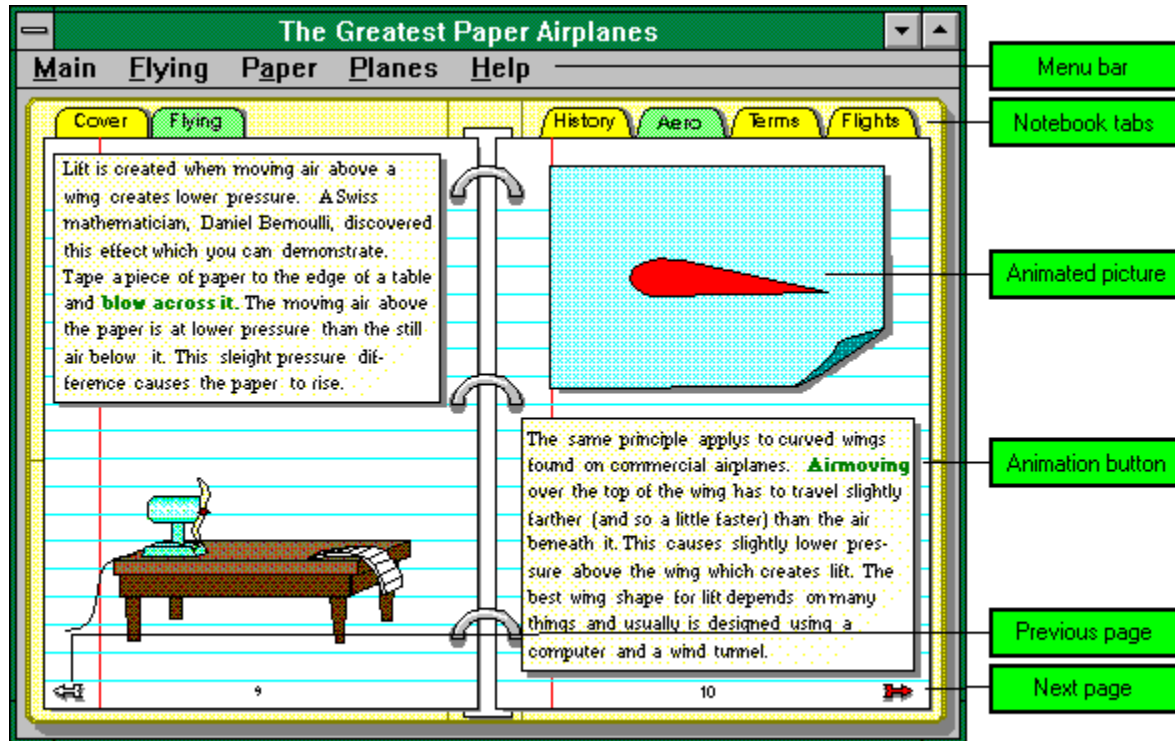 The Greatest Paper Airplanes
Main Flying Paper Planes Help
Menu bar
Cover Flying
History Aero Terms Flights
Notebook tabs
Lift is created when moving air above a
wing creates lower pressure. A Swiss
mathematician, Daniel Bernoulli, discovered
this effect which you can demonstrate.
Tape a piece of paper to the edge of a table
and blow across it. The moving air above
the paper is at lower pressure than the still
air below it. This sleight pressure dif-
ference causes the paper to rise.
Animated picture
The same principle applys to curved wings
found on commercial airplanes. Airmoving
over the top of the wing has to travel slightly
farther (and so a little faster) than the air
beneath it. This causes slightly lower pres-
sure above the wing which creates lift. The
best wing shape for lift depends on many
things and usually is designed using a
computer and a wind tunnel.
Animation button
Previous page
9
10
Next page